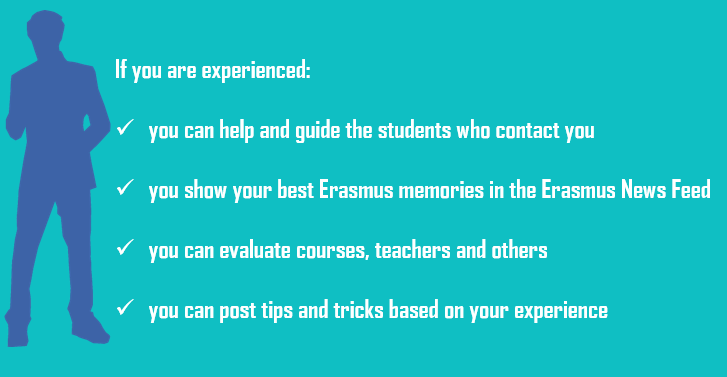 If you are experienced:
✓ you can help and guide the students who contact you
✓ you show your best Erasmus memories in the Erasmus News Feed
✓ you can evaluate courses, teachers and others
✓ you can post tips and tricks based on your experience